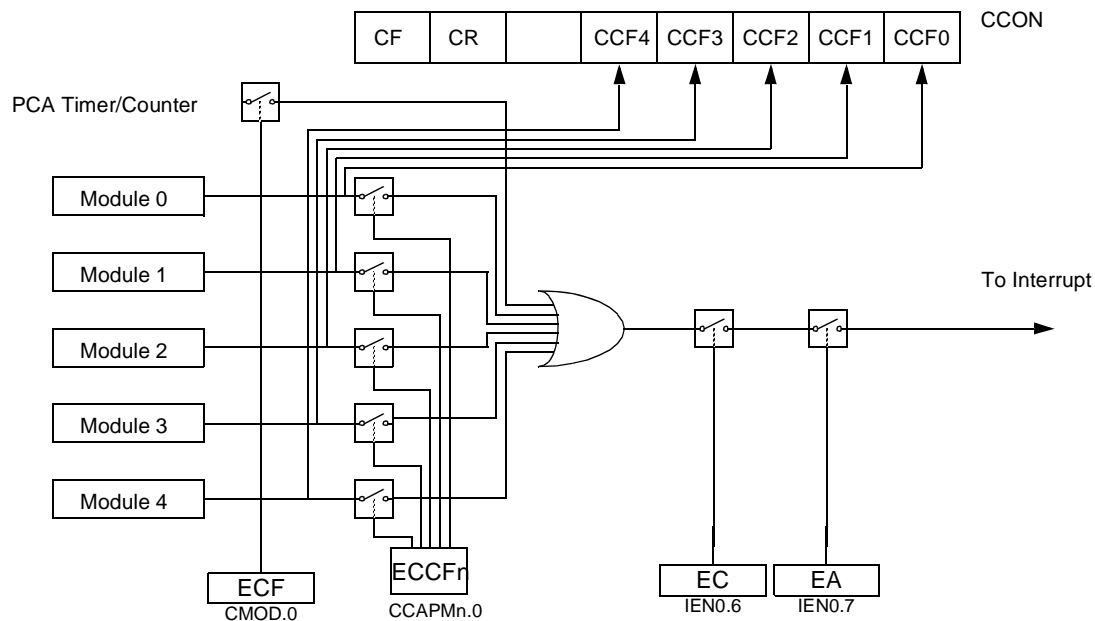 CF CR CCF4 CCF3 CCF2 CCF1 CCF0
CCON
PCA Timer/Counter
Module 0
Module 1
To Interrupt
Module 2
Module 3
Module 4
ECF
CMOD.0
ECCFn
CCAPMn.0
EC
IEN0.6
EA
IEN0.7